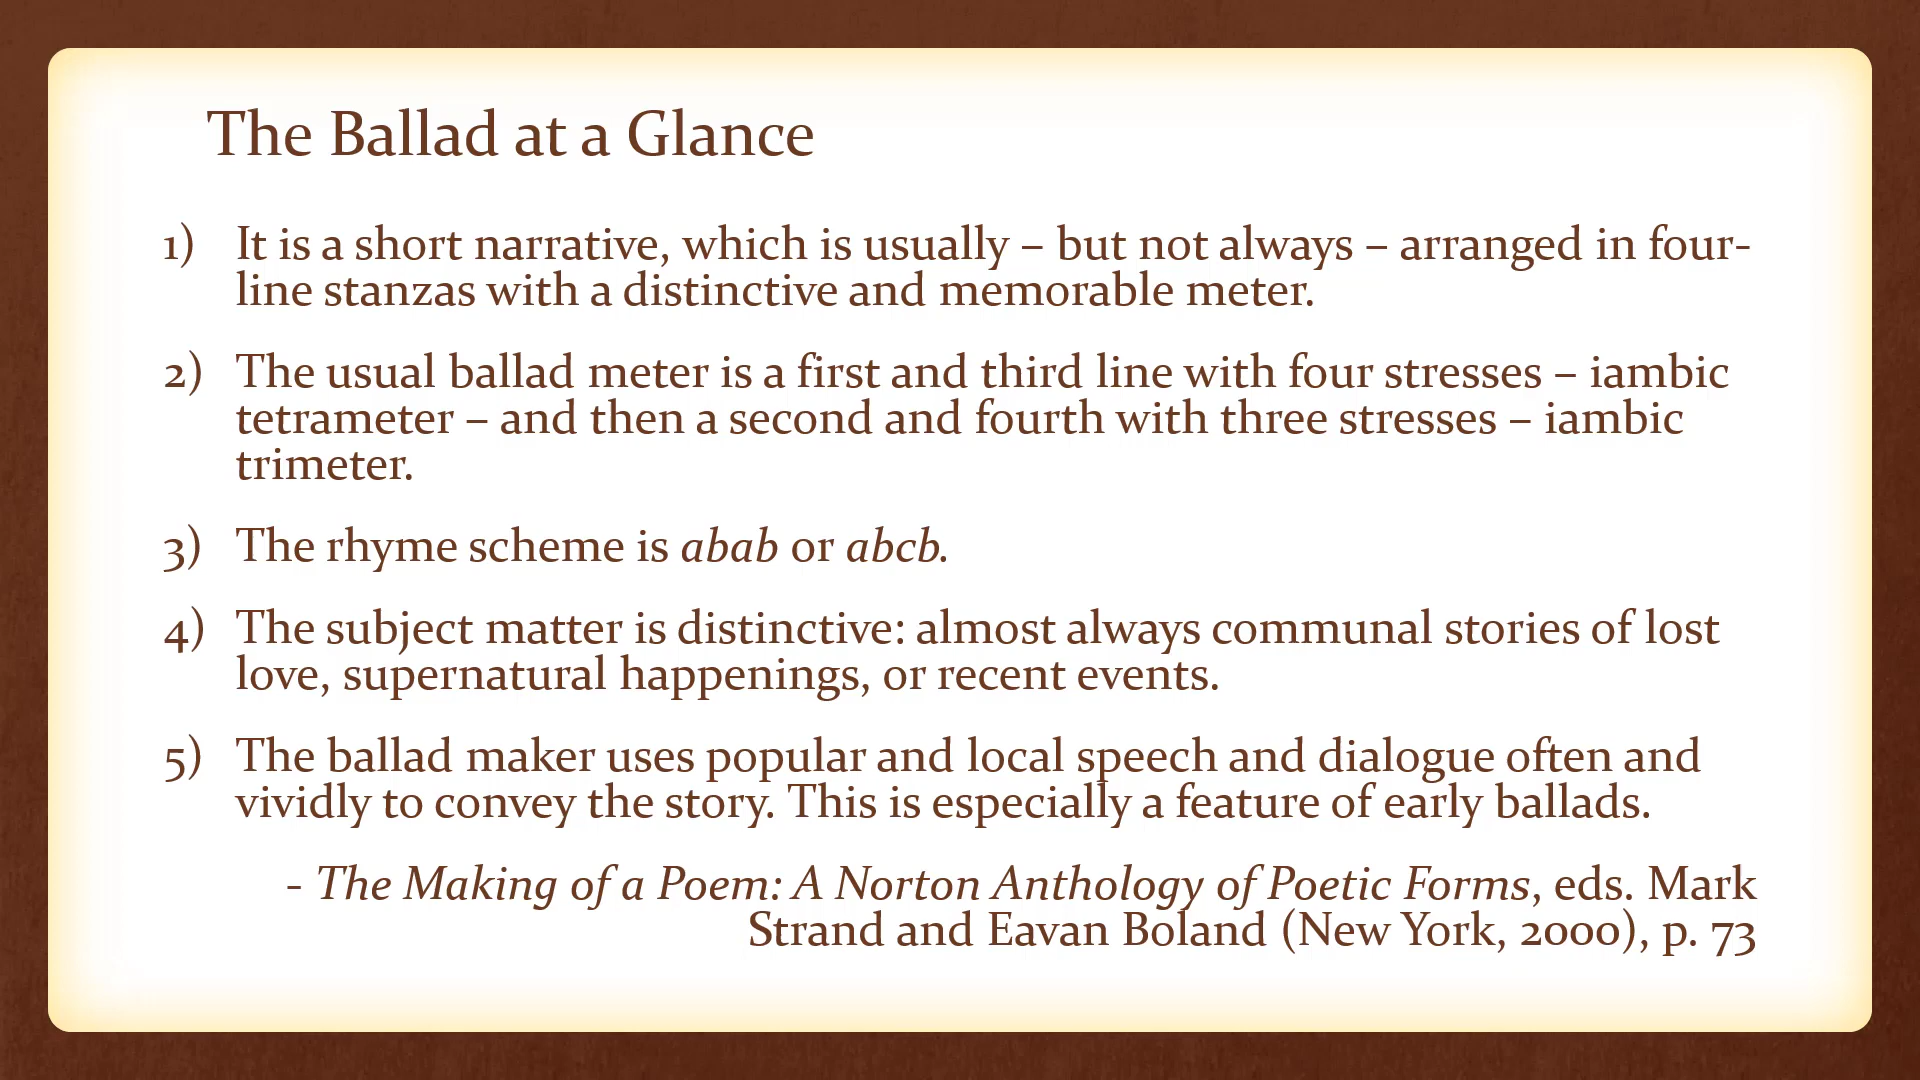 The Ballad at a Glance
1) It is a short narrative, which is usually – but not always – arranged in four-
line stanzas with a distinctive and memorable meter.
2) The usual ballad meter is a first and third line with four stresses – iambic
tetrameter – and then a second and fourth with three stresses – iambic
trimeter.
3) The rhyme scheme is abab or abcb.
4) The subject matter is distinctive: almost always communal stories of lost
love, supernatural happenings, or recent events.
5) The ballad maker uses popular and local speech and dialogue often and
vividly to convey the story. This is especially a feature of early ballads.
- The Making of a Poem: A Norton Anthology of Poetic Forms, eds. Mark
Strand and Eavan Boland (New York, 2000), p. 73